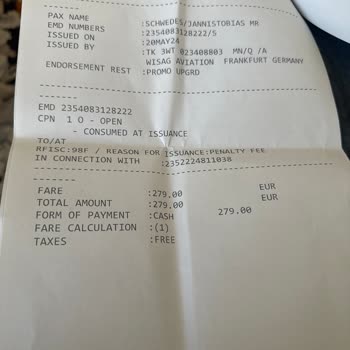 PAX NAME :SCHWEDES/JANNISTOBIAS MR
EMD NUMBERS :2354083128222/5
ISSUED ON :20MAY24
ISSUED BY :TK 3WT 023408803 MN/Q /A
WISAG AVIATION FRANKFURT GERMANY
ENDORSEMENT REST :PROMO UPGRD
EMD 2354083128222
CPN 1 O - OPEN
- CONSUMED AT ISSUANCE
TO/AT
RFISC:98F / REASON FOR ISSUANCE:PENALTY FEE
IN CONNECTION WITH :2352224811038
FARE :279.00 EUR
TOTAL AMOUNT :279.00 EUR
FORM OF PAYMENT :CASH 279.00
FARE CALCULATION :(1)
TAXES :FREE